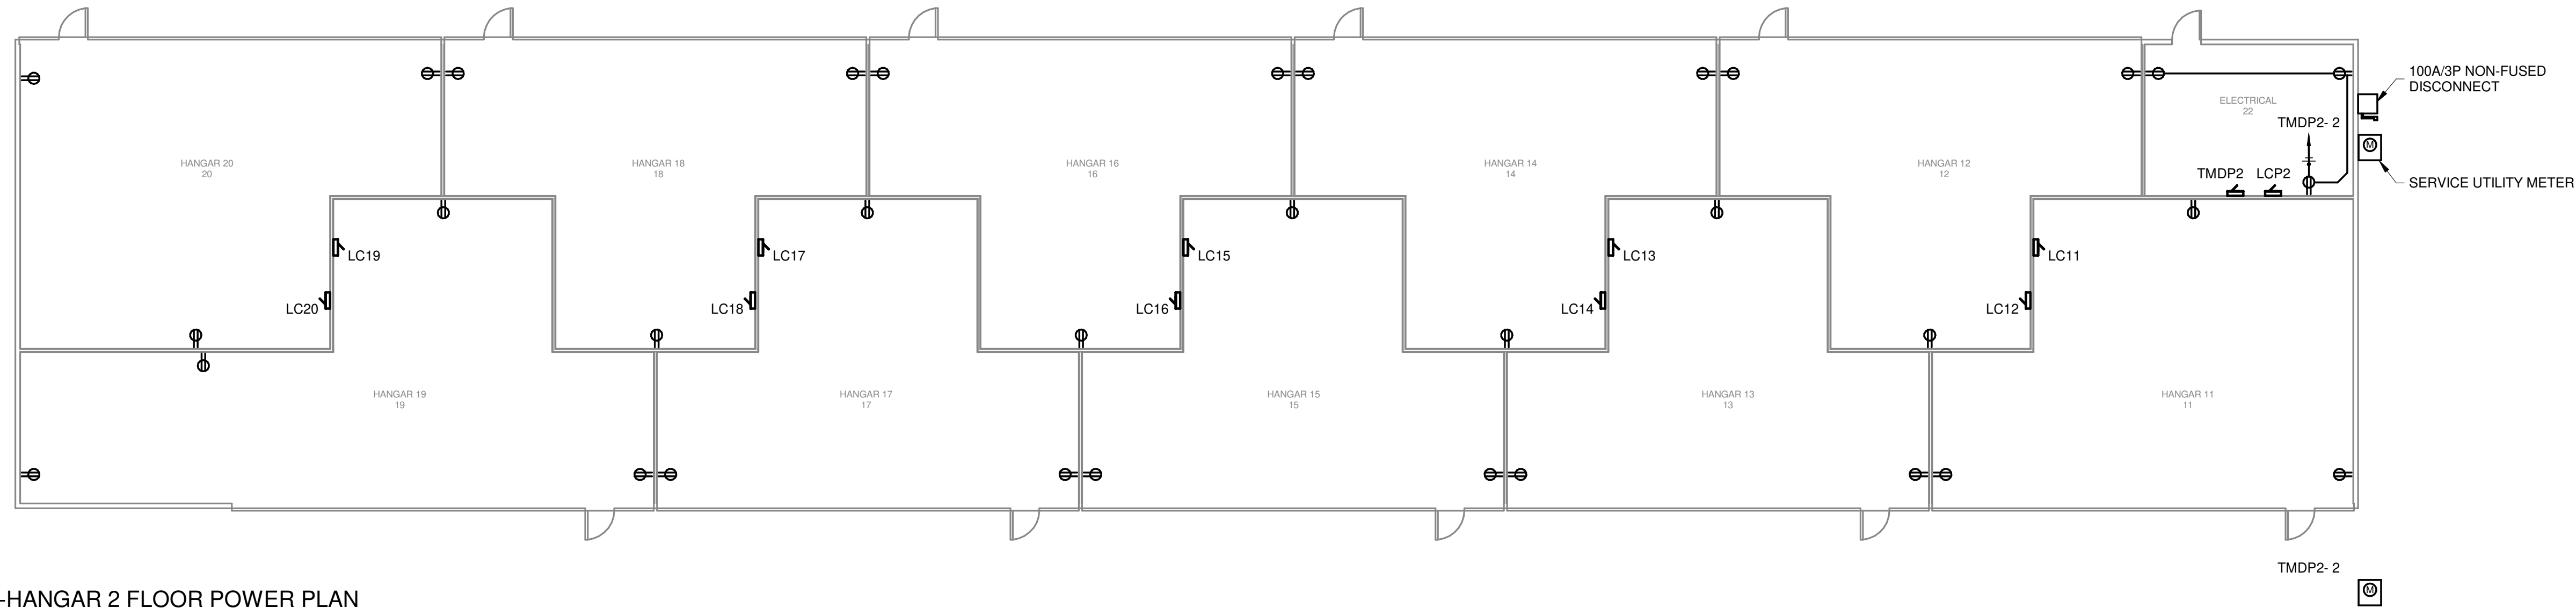 100A/3P NON-FUSED
DISCONNECT
ELECTRICAL
22
TMDP2- 2
M
HANGAR 20
20
HANGAR 18
18
HANGAR 16
16
HANGAR 14
14
HANGAR 12
12
TMDP2
LCP2
SERVICE UTILITY METER
LC19
LC17
LC15
LC13
LC11
LC20
LC18
LC16
LC14
LC12
HANGAR 19
19
HANGAR 17
17
HANGAR 15
15
HANGAR 13
13
HANGAR 11
11
TMDP2- 2
M
-HANGAR 2 FLOOR POWER PLAN